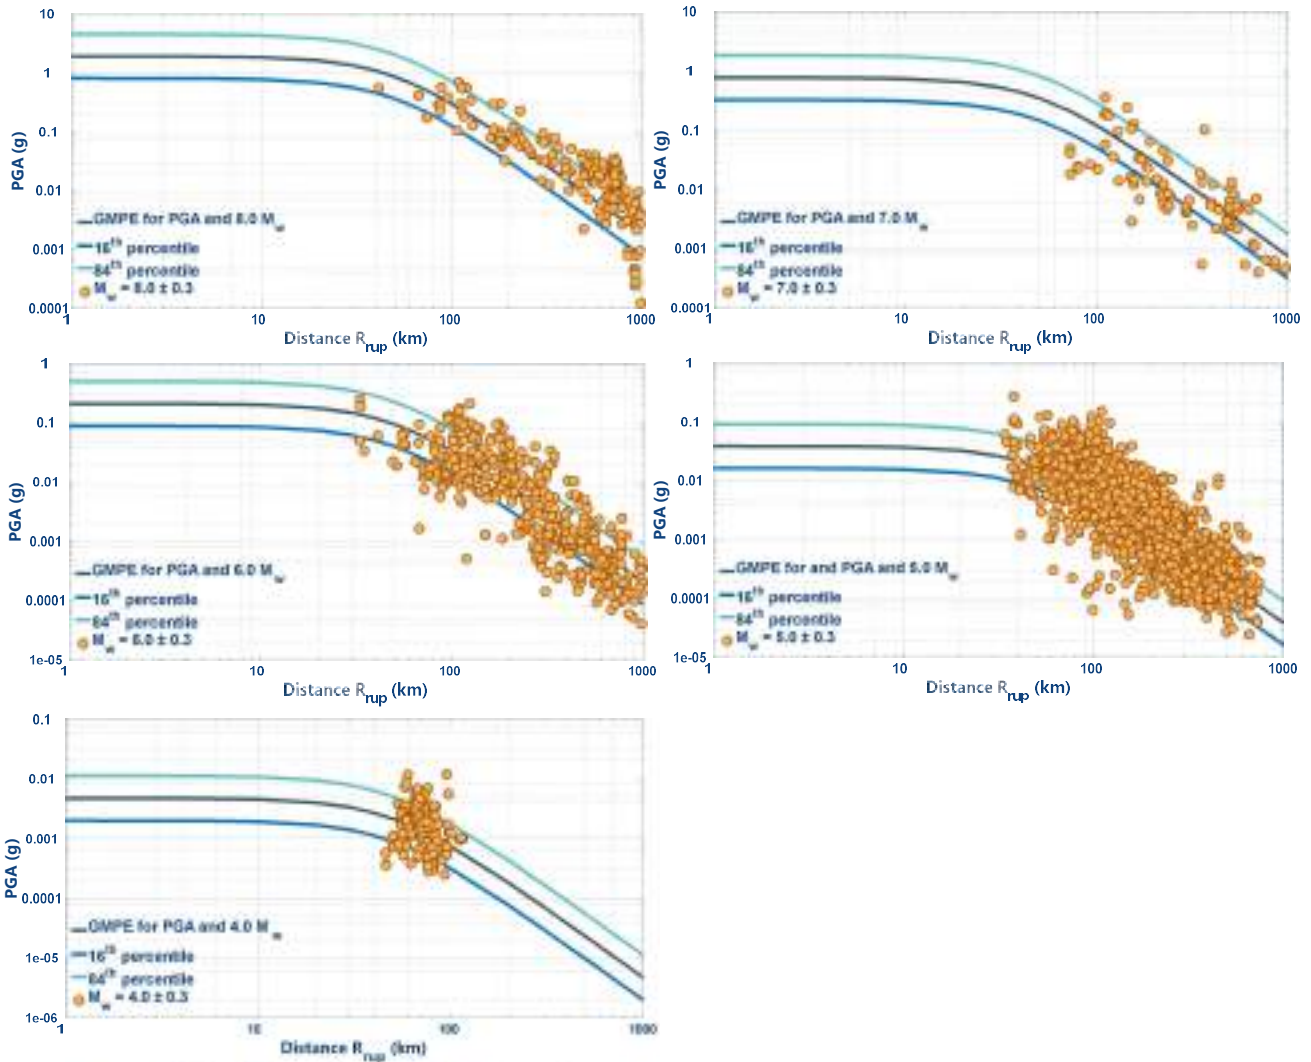 10
1
0.1
0.01
0.001
0.0001
PGA (g)
GMPE for PGA and 8.0 Mw
16th percentile
84th percentile
Mw = 8.0 ± 0.3
1 10 100 1000
Distance Rrup (km)
10
1
0.1
0.01
0.001
0.0001
PGA (g)
GMPE for PGA and 7.0 Mw
16th percentile
84th percentile
Mw = 7.0 ± 0.3
1 10 100 1000
Distance Rrup (km)
1
0.1
0.01
0.001
0.0001
1e-05
PGA (g)
GMPE for PGA and 6.0 Mw
16th percentile
84th percentile
Mw = 6.0 ± 0.3
1 10 100 1000
Distance Rrup (km)
1
0.1
0.01
0.001
0.0001
1e-05
PGA (g)
GMPE for and PGA and 5.0 Mw
16th percentile
84th percentile
Mw = 5.0 ± 0.3
1 10 100 1000
Distance Rrup (km)
0.1
0.01
0.001
0.0001
1e-05
1e-06
PGA (g)
GMPE for PGA and 4.0 Mw
16th percentile
84th percentile
Mw = 4.0 ± 0.3
1 10 100 1000
Distance Rrup (km)